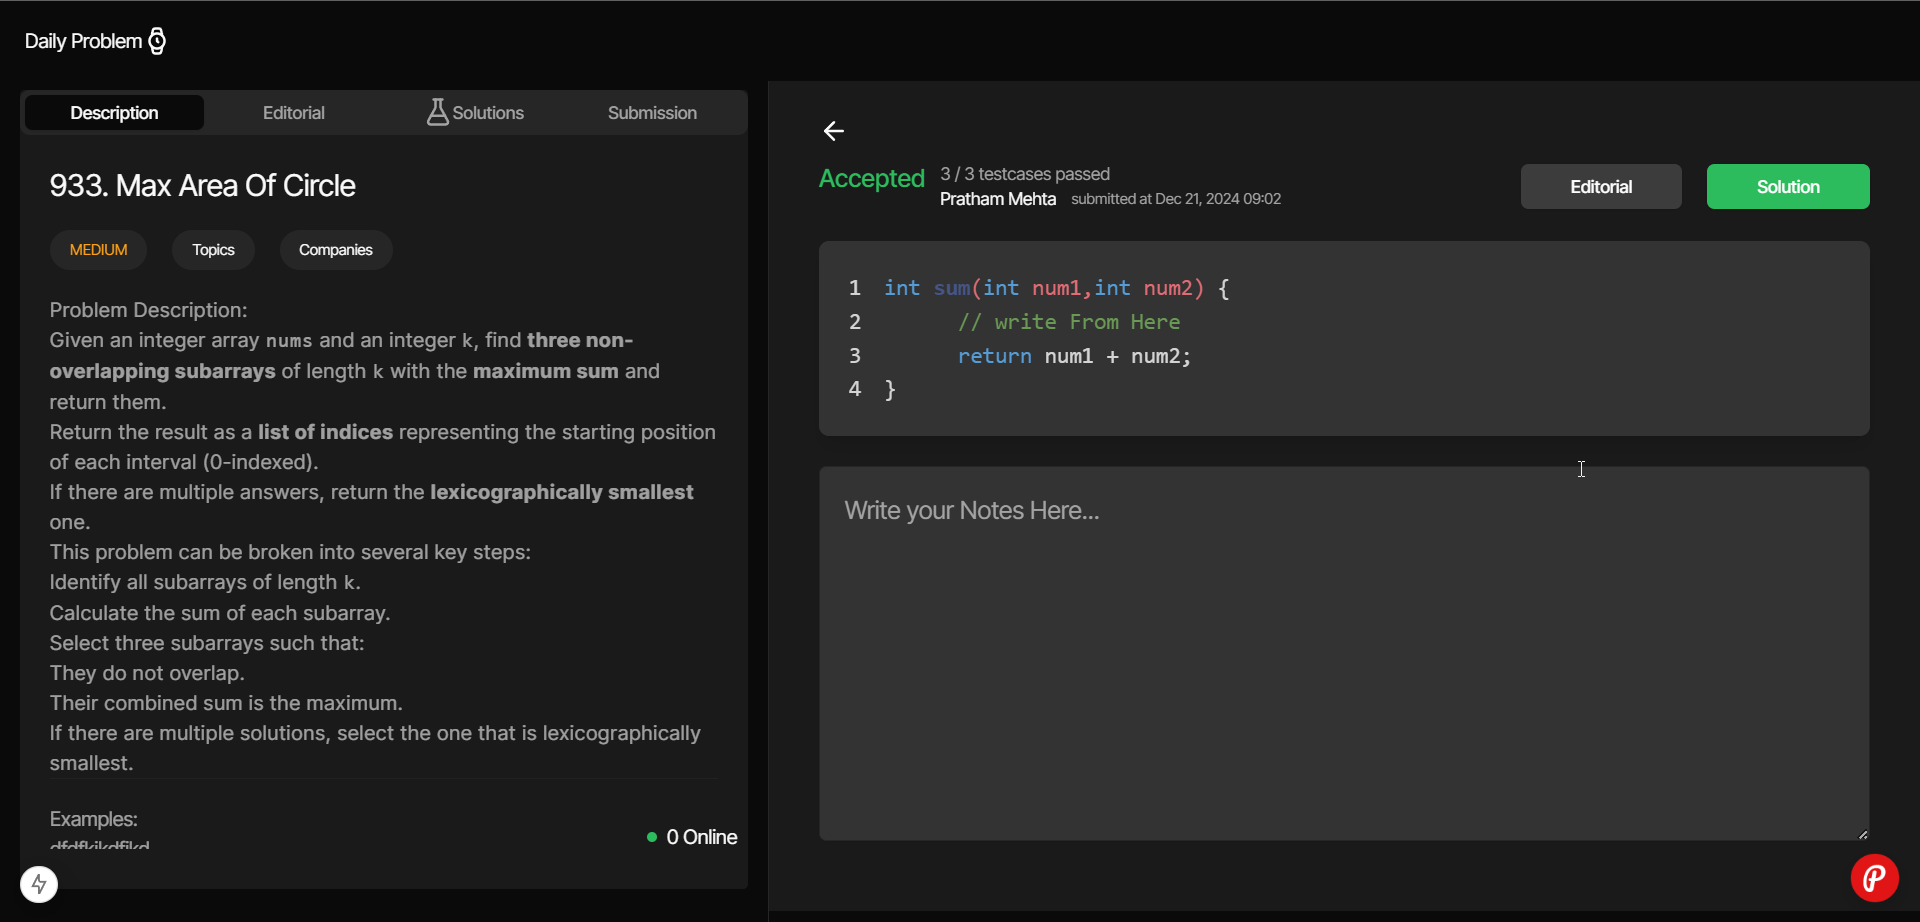 Daily Problem
Description Editorial Solutions Submission
933. Max Area Of Circle
MEDIUM Topics Companies
Problem Description:
Given an integer array nums and an integer k, find three non-
overlapping subarrays of length k with the maximum sum and
return them.
Return the result as a list of indices representing the starting position
of each interval (0-indexed).
If there are multiple answers, return the lexicographically smallest
one.
This problem can be broken into several key steps:
Identify all subarrays of length k.
Calculate the sum of each subarray.
Select three subarrays such that:
They do not overlap.
Their combined sum is the maximum.
If there are multiple solutions, select the one that is lexicographically
smallest.
Examples:
0 Online
Accepted
3 / 3 testcases passed
Pratham Mehta submitted at Dec 21, 2024 09:02
Editorial Solution
1 int sum(int num1,int num2) {
2 // write From Here
3 return num1 + num2;
4 }
Write your Notes Here...